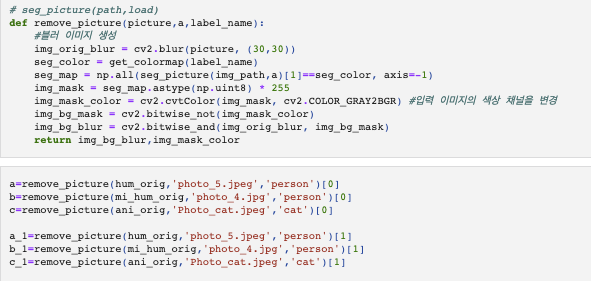 # seg_picture(path,load)
def remove_picture(picture,a,label_name):
    #블러 이미지 생성
    img_orig_blur = cv2.blur(picture, (30,30))
    seg_color = get_colormap(label_name)
    seg_map = np.all(seg_picture(img_path,a)[1]==seg_color, axis=-1)
    img_mask = seg_map.astype(np.uint8) * 255
    img_mask_color = cv2.cvtColor(img_mask, cv2.COLOR_GRAY2BGR) #입력 이미지의 색상 채널을 변경
    img_bg_mask = cv2.bitwise_not(img_mask_color)
    img_bg_blur = cv2.bitwise_and(img_orig_blur, img_bg_mask)
    return img_bg_blur,img_mask_color
a=remove_picture(hum_orig,'photo_5.jpeg','person')[0]
b=remove_picture(mi_hum_orig,'photo_4.jpg','person')[0]
c=remove_picture(ani_orig,'Photo_cat.jpeg','cat')[0]
a_1=remove_picture(hum_orig,'photo_5.jpeg','person')[1]
b_1=remove_picture(mi_hum_orig,'photo_4.jpg','person')[1]
c_1=remove_picture(ani_orig,'Photo_cat.jpeg','cat')[1]